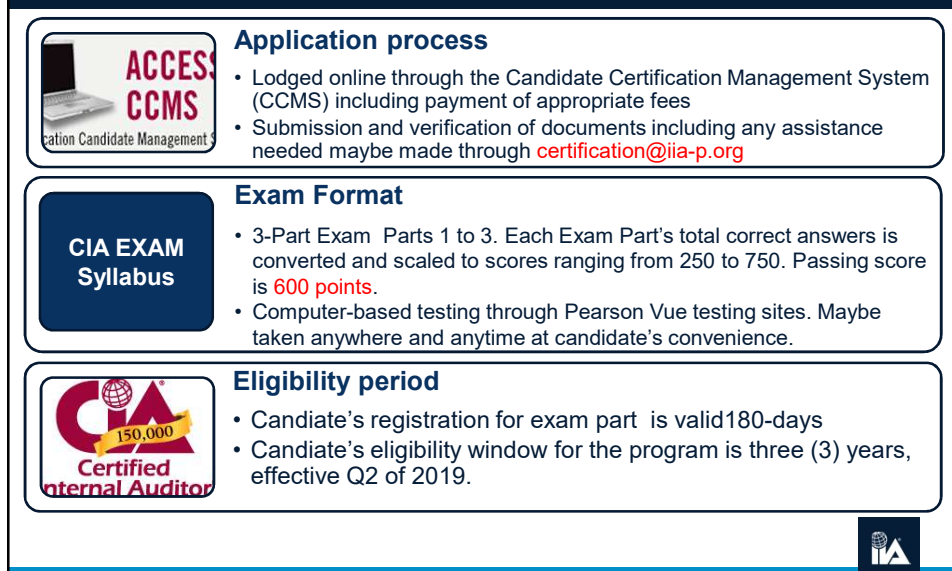 ACCESS
CCMS
cation Candidate Management S
Application process
• Lodged online through the Candidate Certification Management System
(CCMS) including payment of appropriate fees
• Submission and verification of documents including any assistance
needed maybe made through certification@iia-p.org
CIA EXAM
Syllabus
Exam Format
• 3-Part Exam Parts 1 to 3. Each Exam Part’s total correct answers is
converted and scaled to scores ranging from 250 to 750. Passing score
is 600 points.
• Computer-based testing through Pearson Vue testing sites. Maybe
taken anywhere and anytime at candidate’s convenience.
CIA
150,000
Certified
nternal Auditor
Eligibility period
• Candiate’s registration for exam part is valid180-days
• Candiate’s eligibility window for the program is three (3) years,
effective Q2 of 2019.
IIA